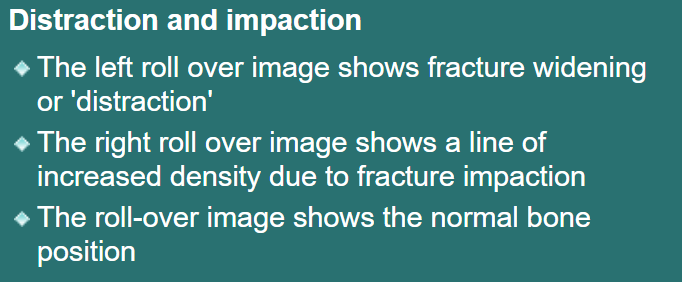 Distraction and impaction
The left roll over image shows fracture widening
or 'distraction'
The right roll over image shows a line of
increased density due to fracture impaction
The roll-over image shows the normal bone
position